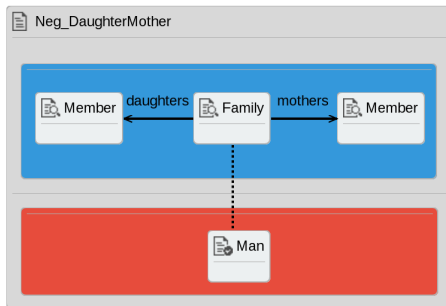 Neg_DaughterMother
daughters
mothers
Member
Family
Member
Man